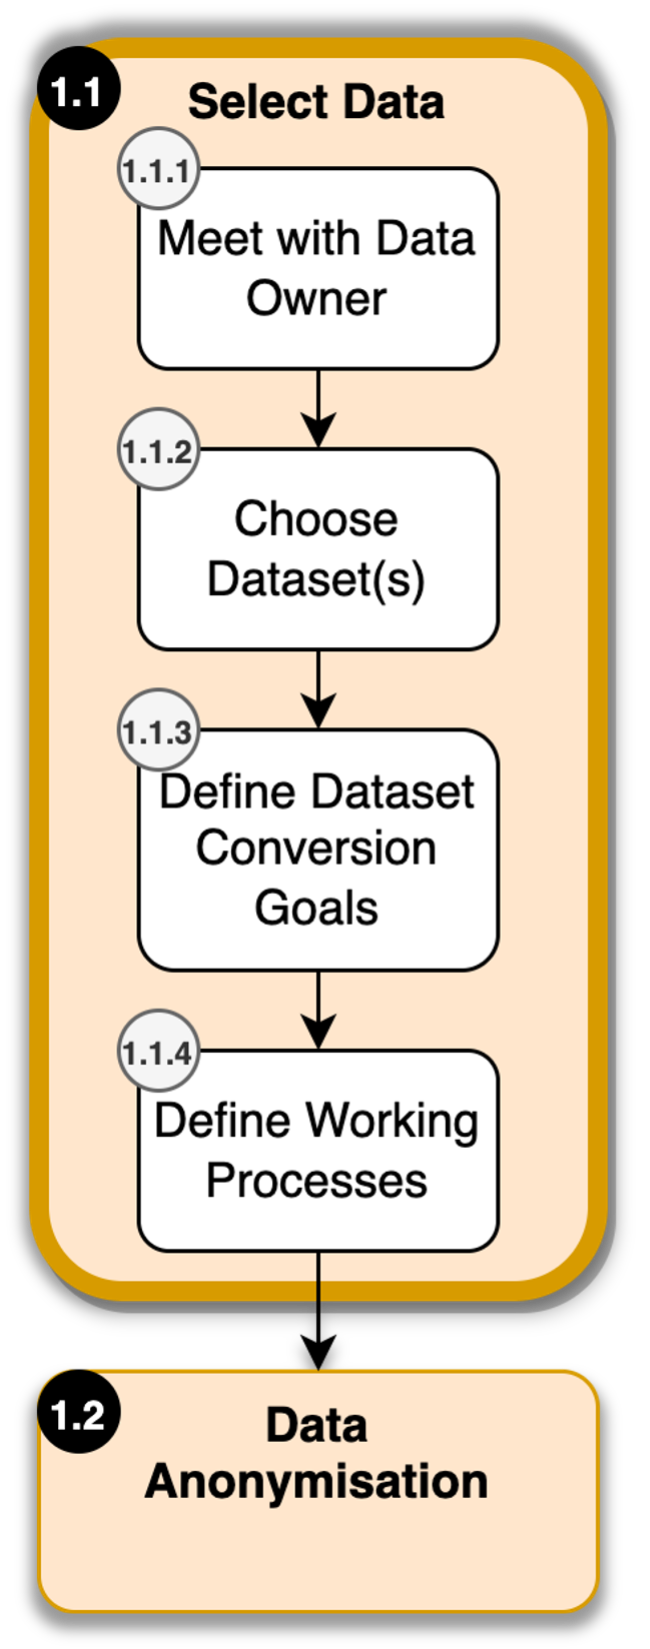 1.1
Select Data
1.1.1
Meet with Data
Owner
1.1.2
Choose
Dataset(s)
1.1.3
Define Dataset
Conversion
Goals
1.1.4
Define Working
Processes
1.2
Data
Anonymisation